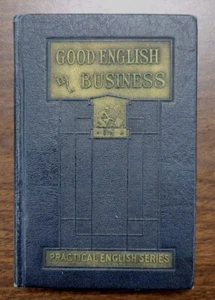 GOOD ENGLISH
in BUSINESS
PRACTICAL ENGLISH SERIES